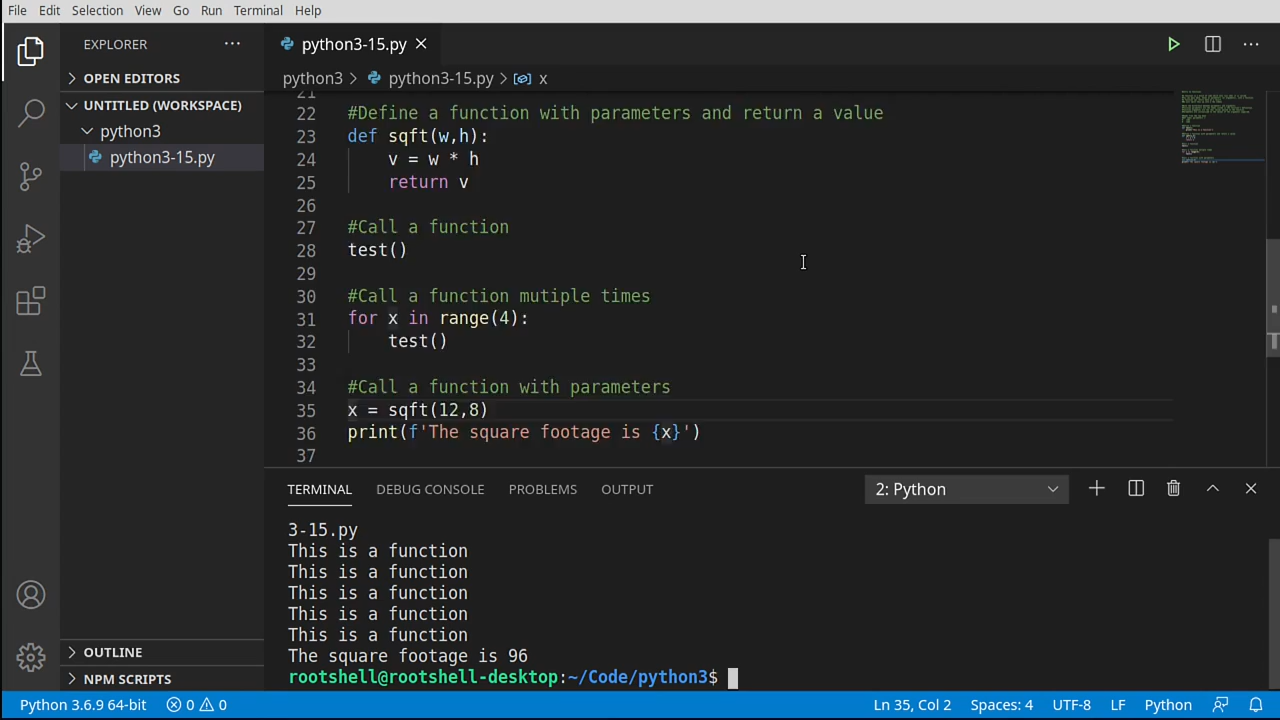 File Edit Selection View Go Run Terminal Help
EXPLORER
OPEN EDITORS
UNTITLED (WORKSPACE)
python3
python3-15.py
OUTLINE
NPM SCRIPTS
python3-15.py
python3 > python3-15.py > x
21
22 #Define a function with parameters and return a value
23 def sqft(w,h):
24 v = w * h
25 return v
26
27 #Call a function
28 test()
29
30 #Call a function mutiple times
31 for x in range(4):
32 test()
33
34 #Call a function with parameters
35 x = sqft(12,8)
36 print(f'The square footage is {x}')
37
TERMINAL DEBUG CONSOLE PROBLEMS OUTPUT 2: Python
3-15.py
This is a function
This is a function
This is a function
This is a function
This is a function
The square footage is 96
rootshell@rootshell-desktop:~/Code/python3$
Python 3.6.9 64-bit 0 0 Ln 35, Col 2 Spaces: 4 UTF-8 LF Python